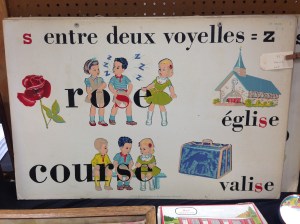 s entre deux voyelles = z
z z z z z
rose
église
course
valise